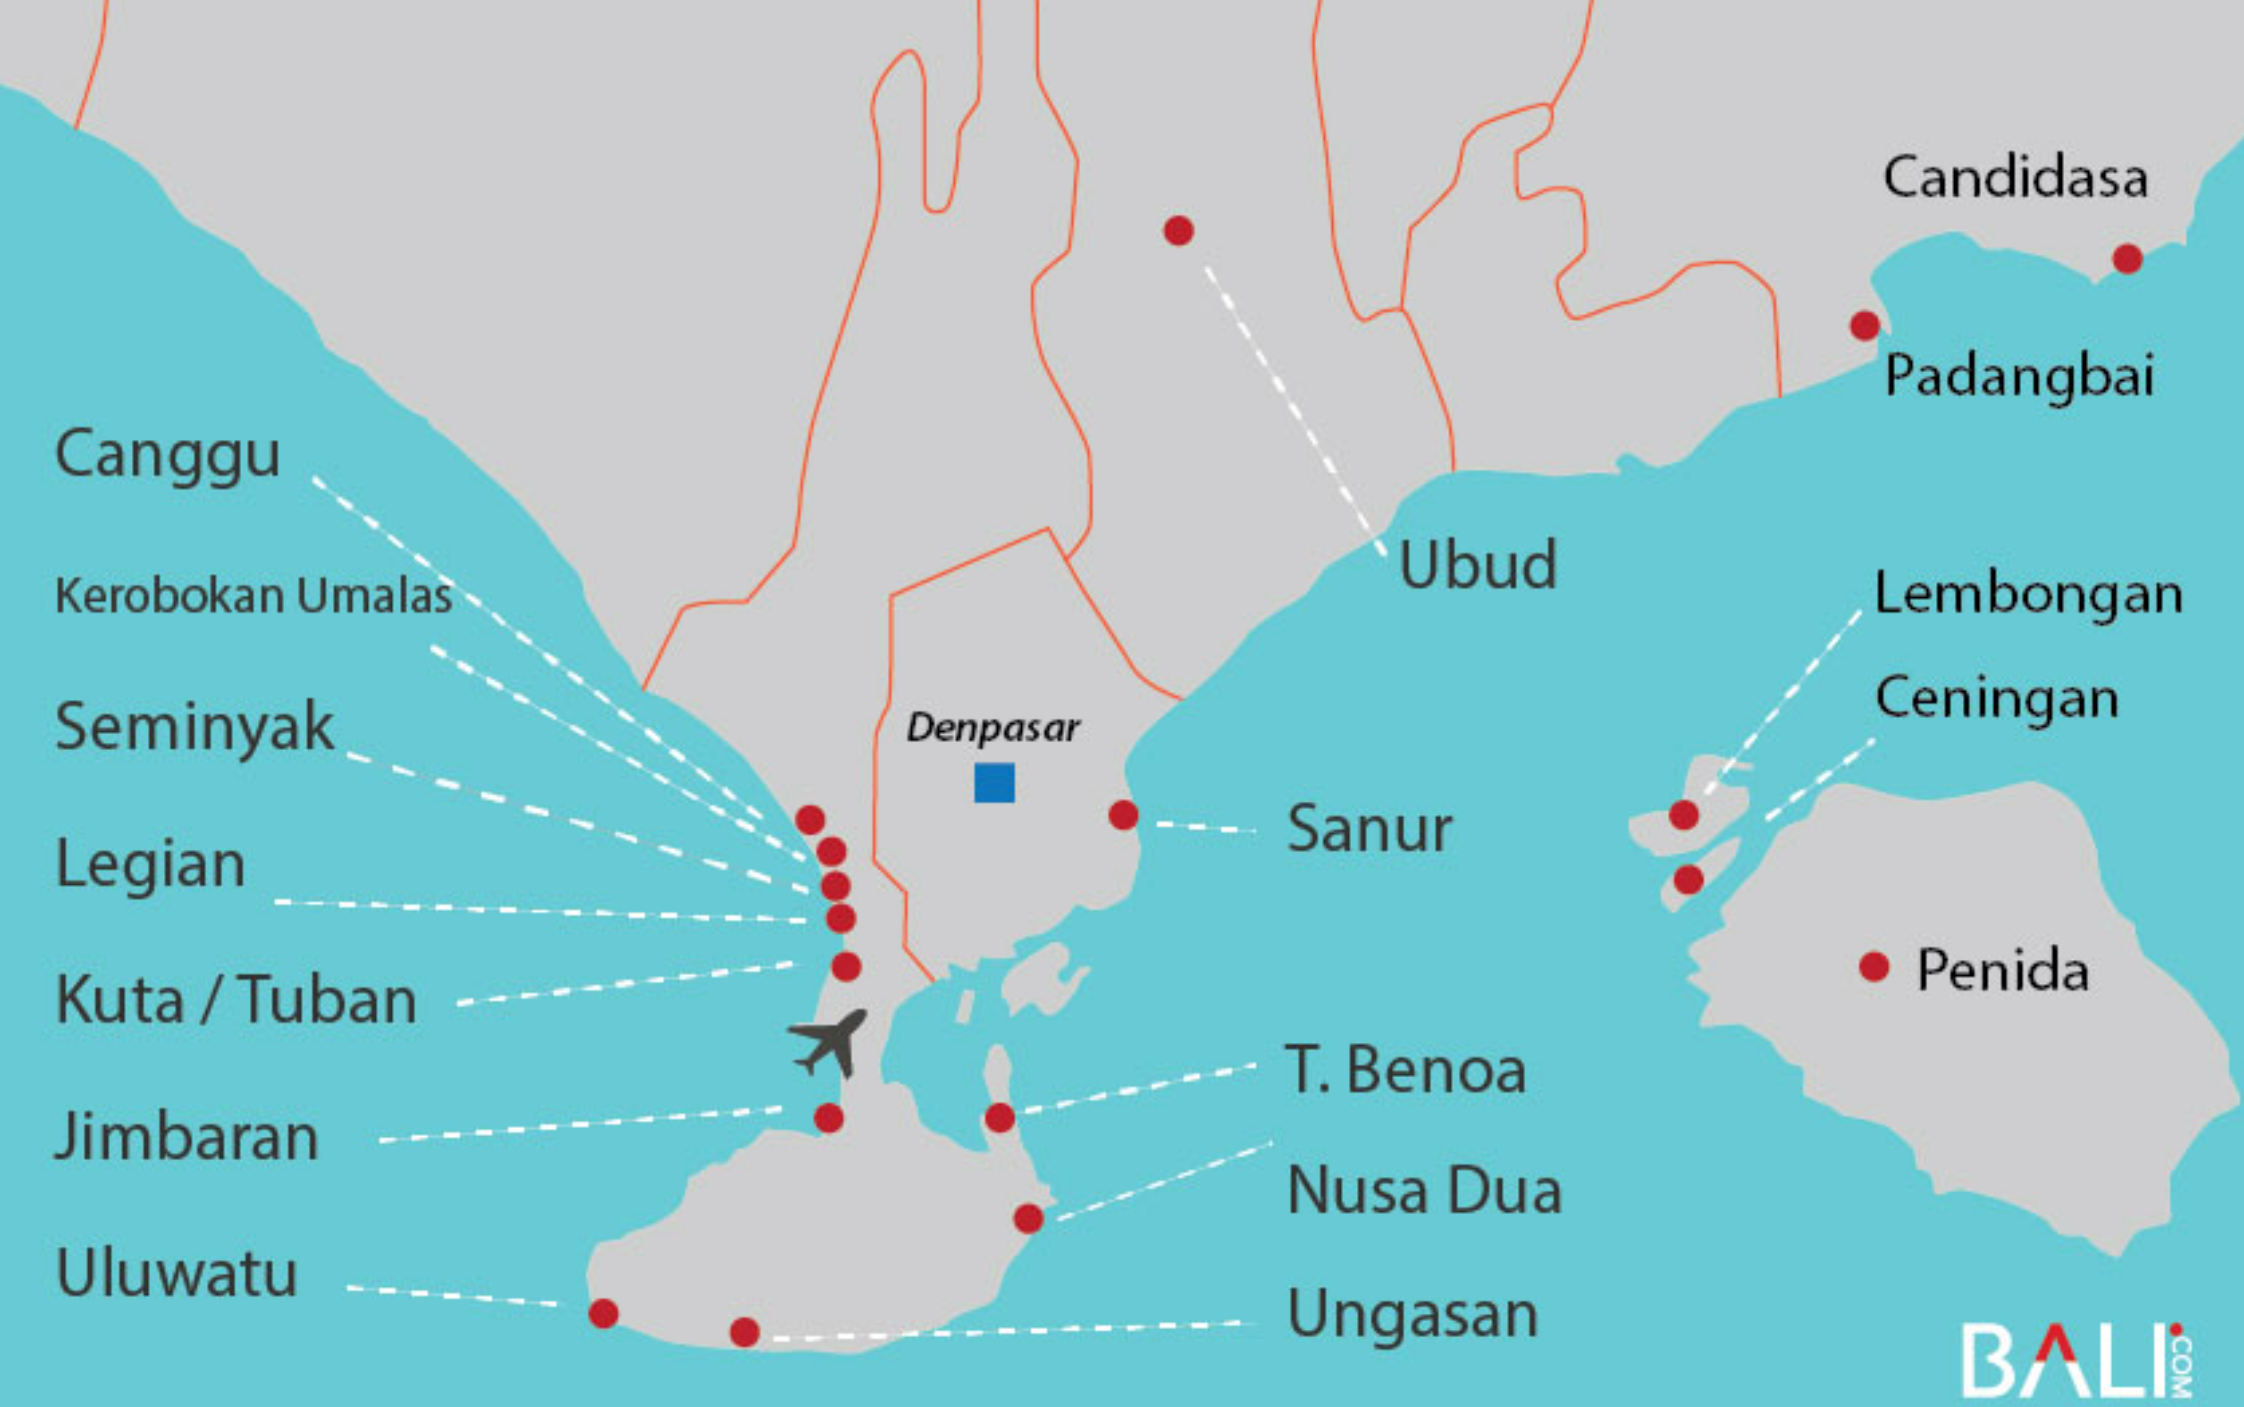 Candidasa
Padangbai
Canggu
Kerobokan Umalas
Ubud
Lembongan
Ceningan
Seminyak
Denpasar
Sanur
Legian
Penida
Kuta / Tuban
T. Benoa
Jimbaran
Nusa Dua
Uluwatu
Ungasan
BALI.COM